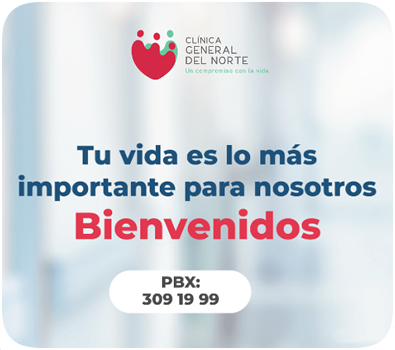 CLÍNICA
GENERAL
DEL NORTE
Un compromiso con la vida
Tu vida es lo más
importante para nosotros
Bienvenidos
PBX:
309 19 99